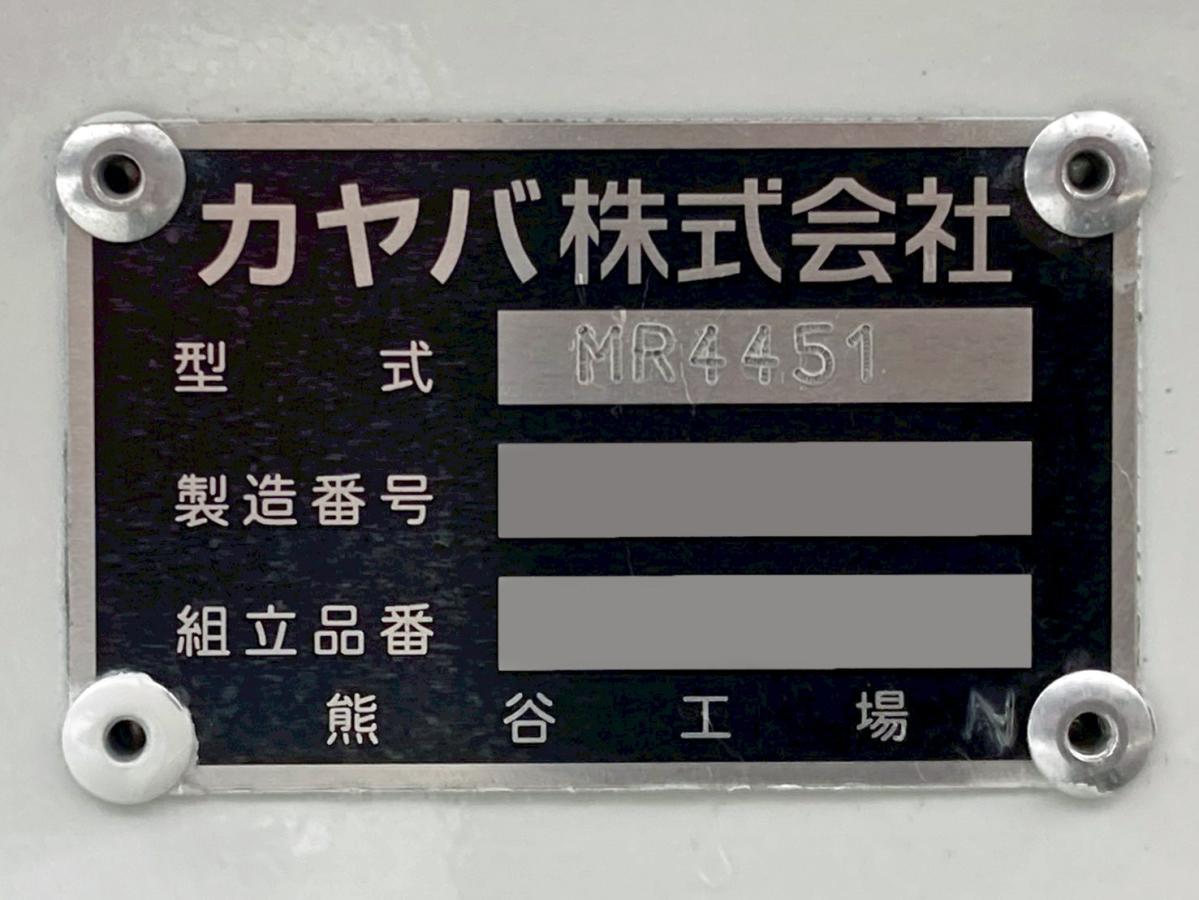 カヤバ株式会社
型式 MR4451
製造番号
組立品番
熊谷工場 N